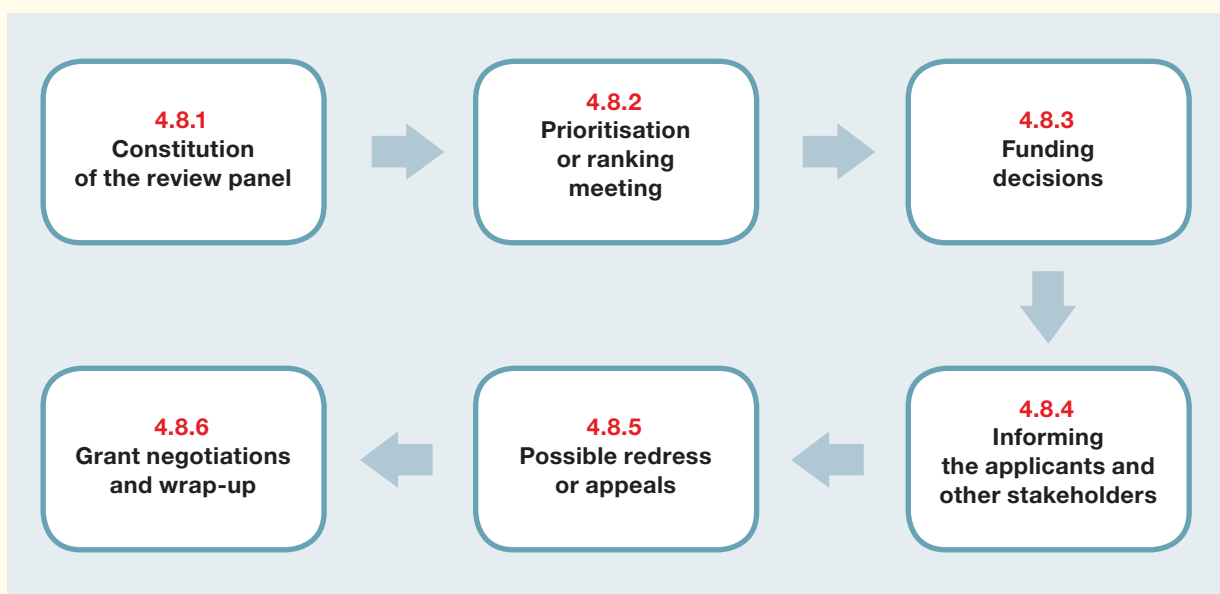 4.8.1
Constitution
of the review panel
4.8.2
Prioritisation
or ranking
meeting
4.8.3
Funding
decisions
4.8.4
Informing
the applicants and
other stakeholders
4.8.5
Possible redress
or appeals
4.8.6
Grant negotiations
and wrap-up